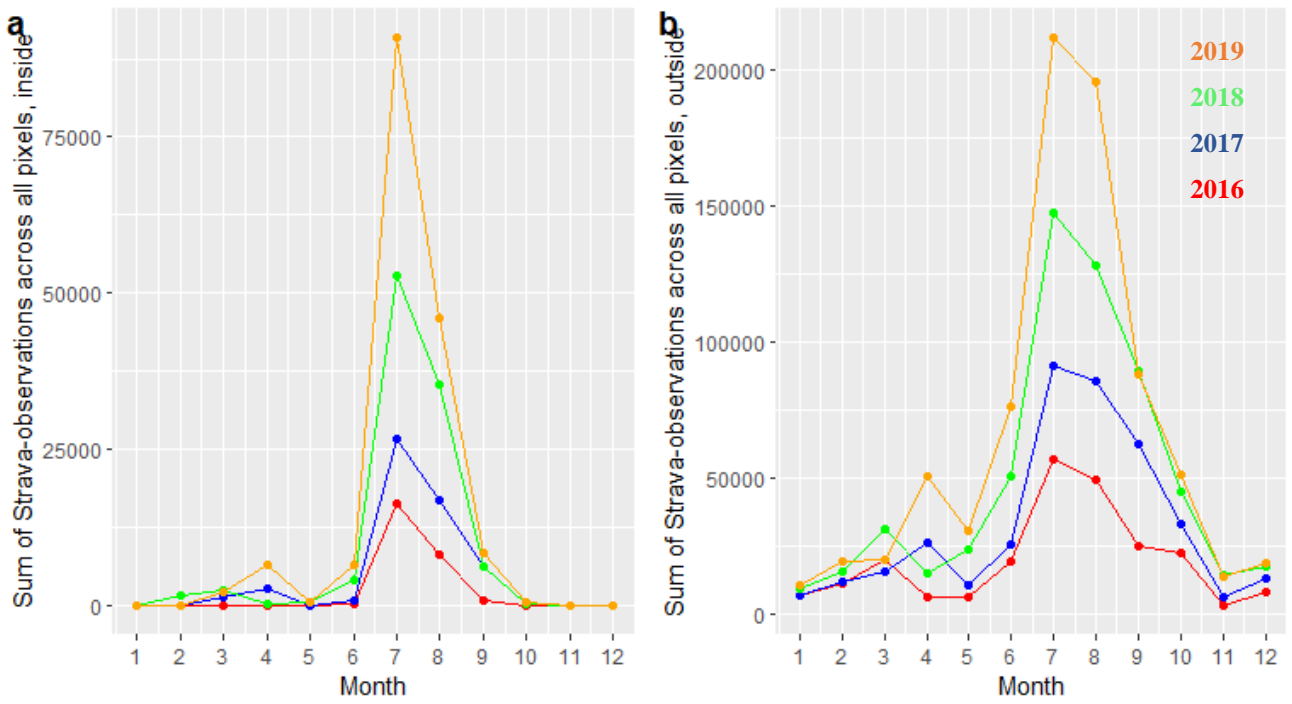 a
Sum of Strava-observations across all pixels, inside
75000
50000
25000
0
1 2 3 4 5 6 7 8 9 10 11 12
Month
b
Sum of Strava-observations across all pixels, outside
200000
150000
100000
50000
0
2019
2018
2017
2016
1 2 3 4 5 6 7 8 9 10 11 12
Month